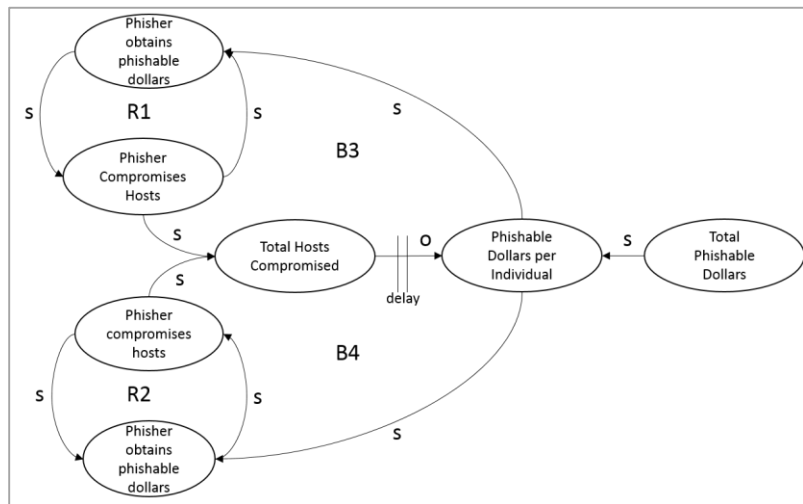 Phisher
obtains
phishable
dollars
S
R1
S
Phisher
Compromises
Hosts
S
B3
S
Total Hosts
Compromised
O
delay
Phishable
Dollars per
Individual
S
Total
Phishable
Dollars
S
Phisher
compromises
hosts
B4
S
R2
S
S
Phisher
obtains
phishable
dollars